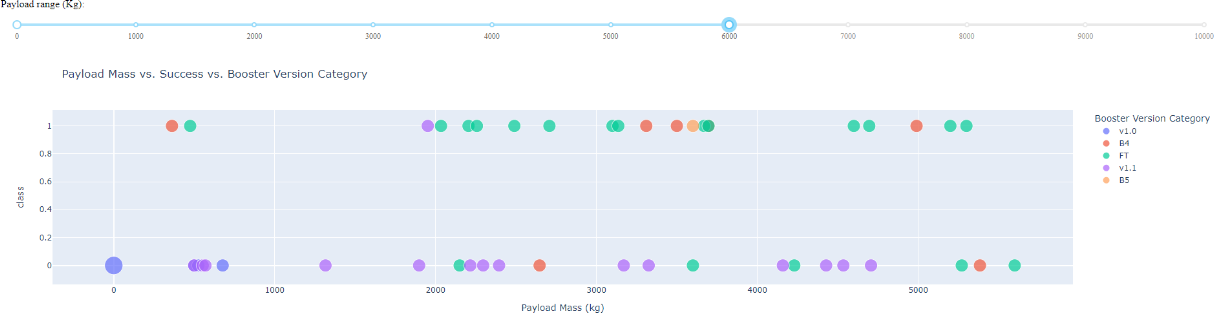 Payload range (Kg):
0 1000 2000 3000 4000 5000 6000 7000 8000 9000 10000
Payload Mass vs. Success vs. Booster Version Category
Booster Version Category
v1.0
B4
FT
v1.1
B5
class
1
0.8
0.6
0.4
0.2
0
0 1000 2000 3000 4000 5000
Payload Mass (kg)